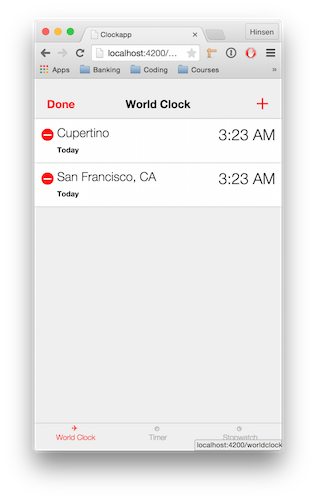 Clockapp
Hinsen
localhost:4200/...
Apps Banking Coding Courses »
Done World Clock +
Cupertino 3:23 AM
Today
San Francisco, CA 3:23 AM
Today
World Clock Timer Stopwatch
localhost:4200/worldclock